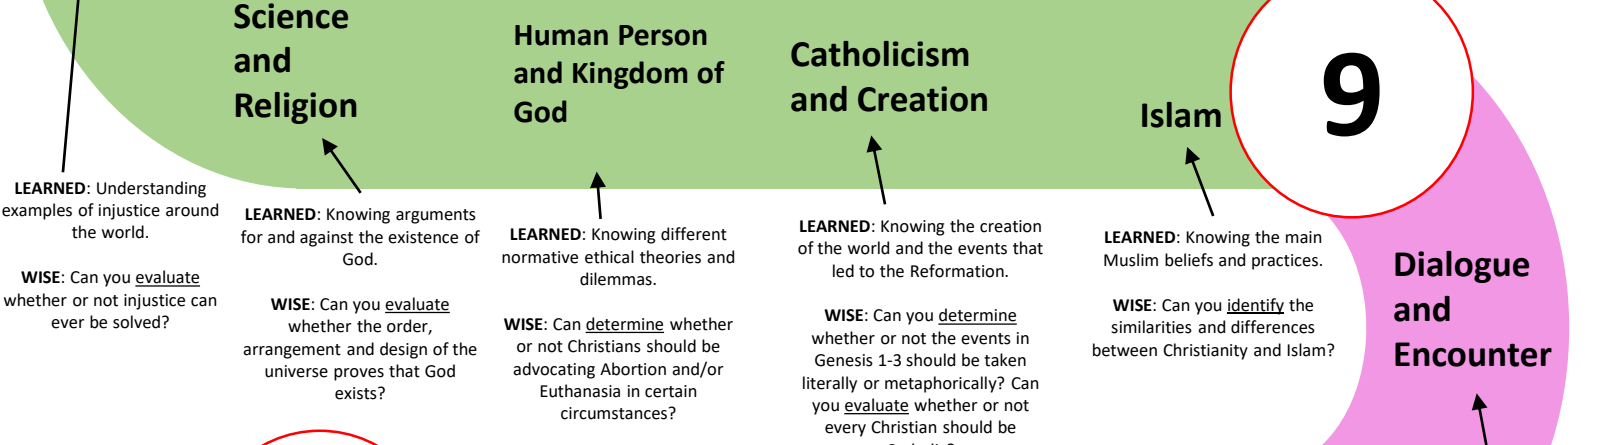 Science
and
Religion
Human Person
and Kingdom of
God
Catholicism
and Creation
Islam
9
LEARNED: Understanding
examples of injustice around
the world.
WISE: Can you evaluate
whether or not injustice can
ever be solved?
LEARNED: Knowing arguments
for and against the existence of
God.
WISE: Can you evaluate
whether the order,
arrangement and design of the
universe proves that God
exists?
LEARNED: Knowing different
normative ethical theories and
dilemmas.
WISE: Can determine whether
or not Christians should be
advocating Abortion and/or
Euthanasia in certain
circumstances?
LEARNED: Knowing the creation
of the world and the events that
led to the Reformation.
WISE: Can you determine
whether or not the events in
Genesis 1-3 should be taken
literally or metaphorically? Can
you evaluate whether or not
every Christian should be
LEARNED: Knowing the main
Muslim beliefs and practices.
WISE: Can you identify the
similarities and differences
between Christianity and Islam?
Dialogue
and
Encounter